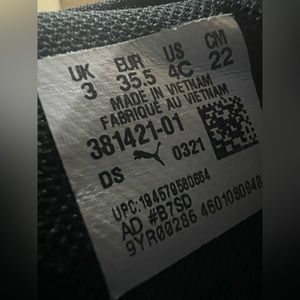 UK EUR US CM
3 35.5 4C 22
MADE IN VIETNAM
FABRIQUE AU VIETNAM
381421-01
DS 0321
UPC:194579580664
AD #B7SD
9YR00286 4601080948